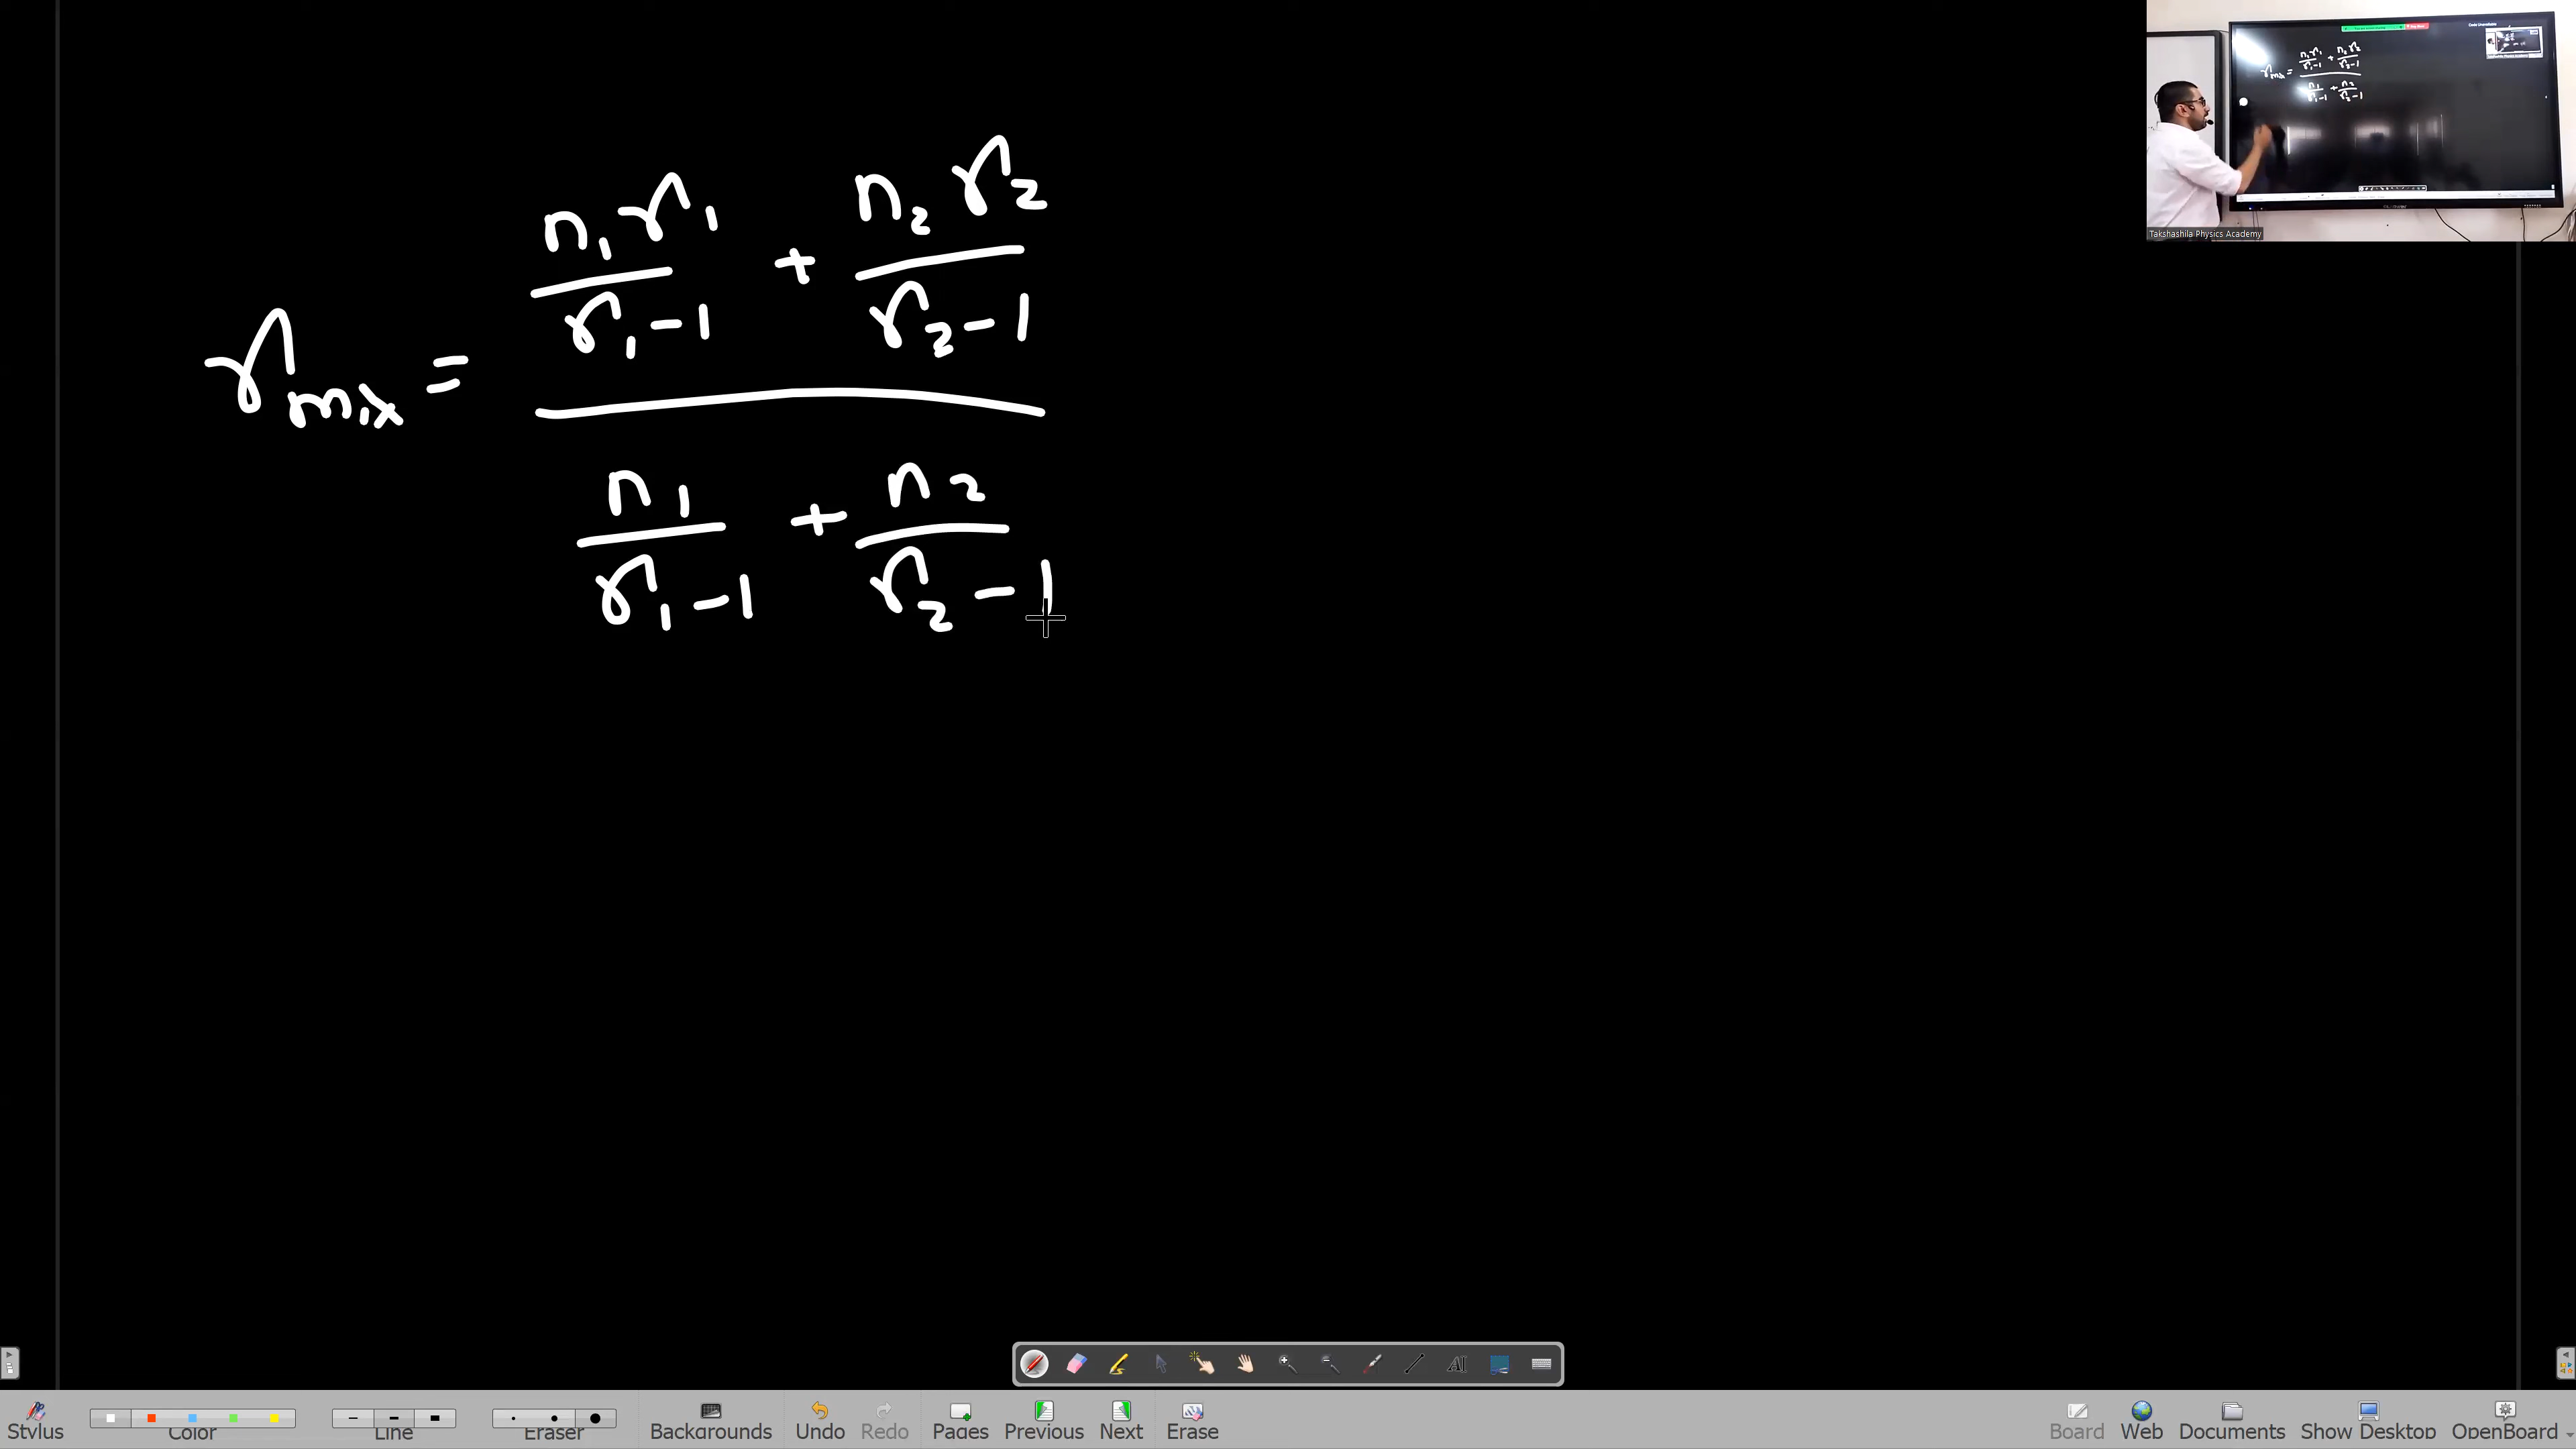 γmix = (n₁γ₁/(γ₁-1) + n₂γ₂/(γ₂-1)) / (n₁/(γ₁-1) + n₂/(γ₂-1))
Takshashila Physics Academy
Stylus Color Line Eraser Backgrounds Undo Redo Pages Previous Next Erase Board Web Documents Show Desktop OpenBoard